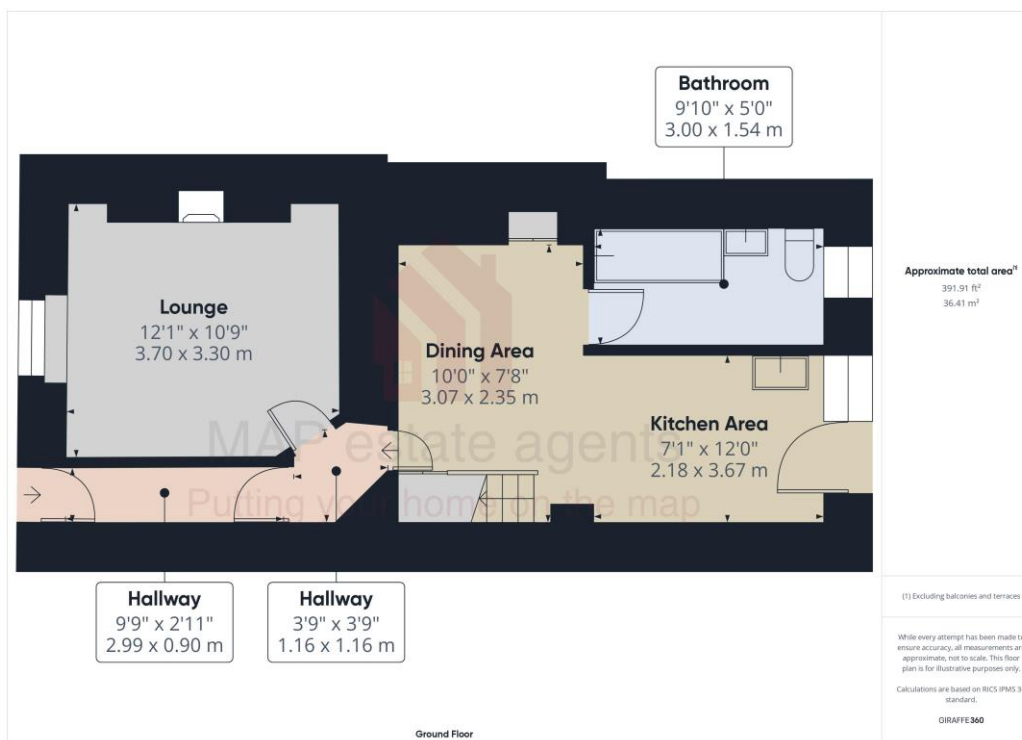 Bathroom
9'10" x 5'0"
3.00 x 1.54 m
Lounge
12'1" x 10'9"
3.70 x 3.30 m
Dining Area
10'0" x 7'8"
3.07 x 2.35 m
Kitchen Area
7'1" x 12'0"
2.18 x 3.67 m
MAP estate agents
Putting your home on the map
Hallway
9'9" x 2'11"
2.99 x 0.90 m
Hallway
3'9" x 3'9"
1.16 x 1.16 m
Ground Floor
Approximate total area⁽¹⁾
391.91 ft²
36.41 m²
(1) Excluding balconies and terraces
While every attempt has been made to
ensure accuracy, all measurements are
approximate, not to scale. This floor
plan is for illustrative purposes only.
Calculations are based on RICS IPMS 3C
standard.
GIRAFFE360